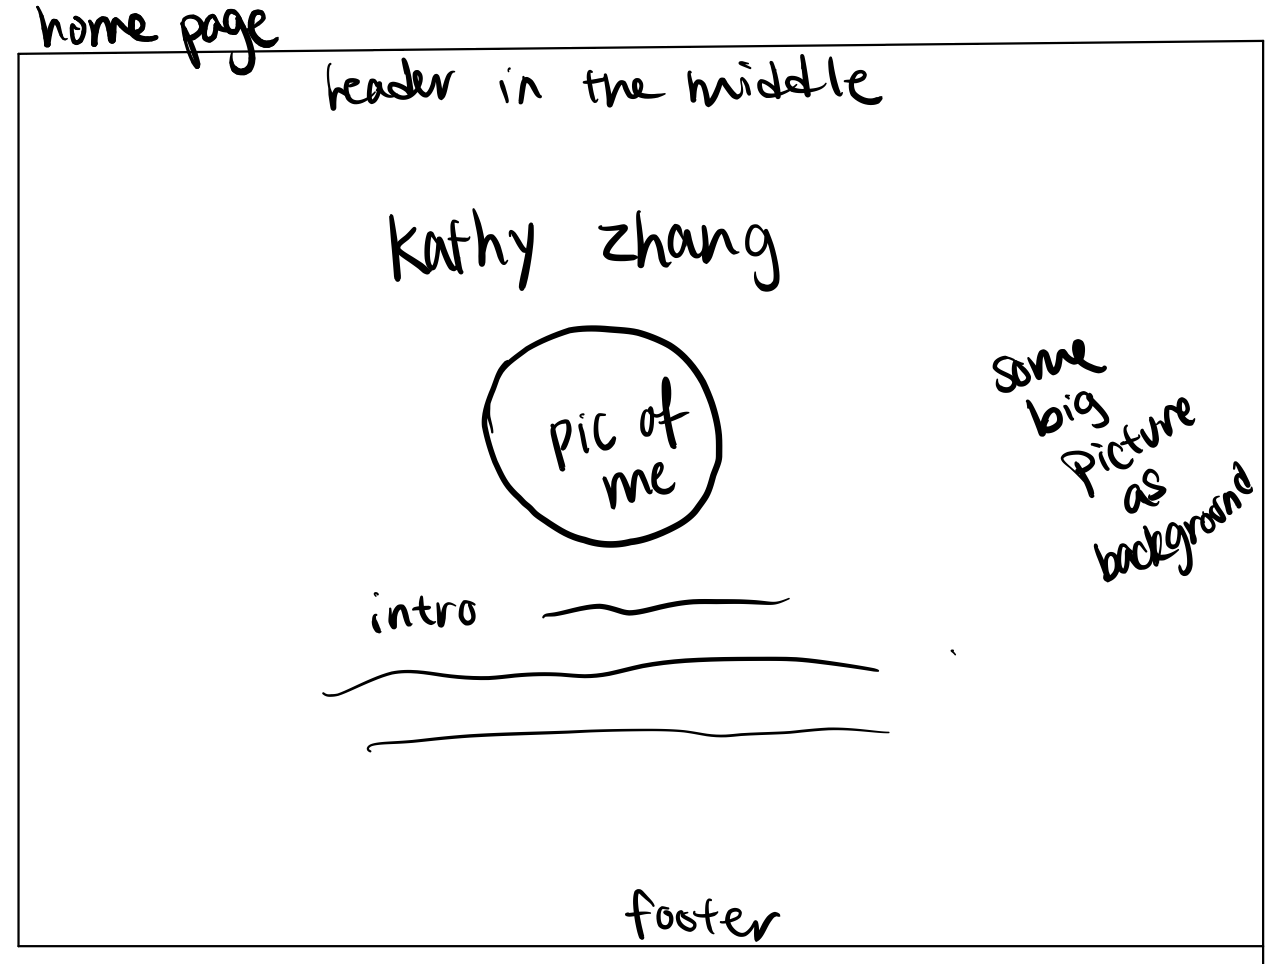 home page
header in the middle
Kathy Zhang
pic of
me
some
big
picture
as
background
intro
footer